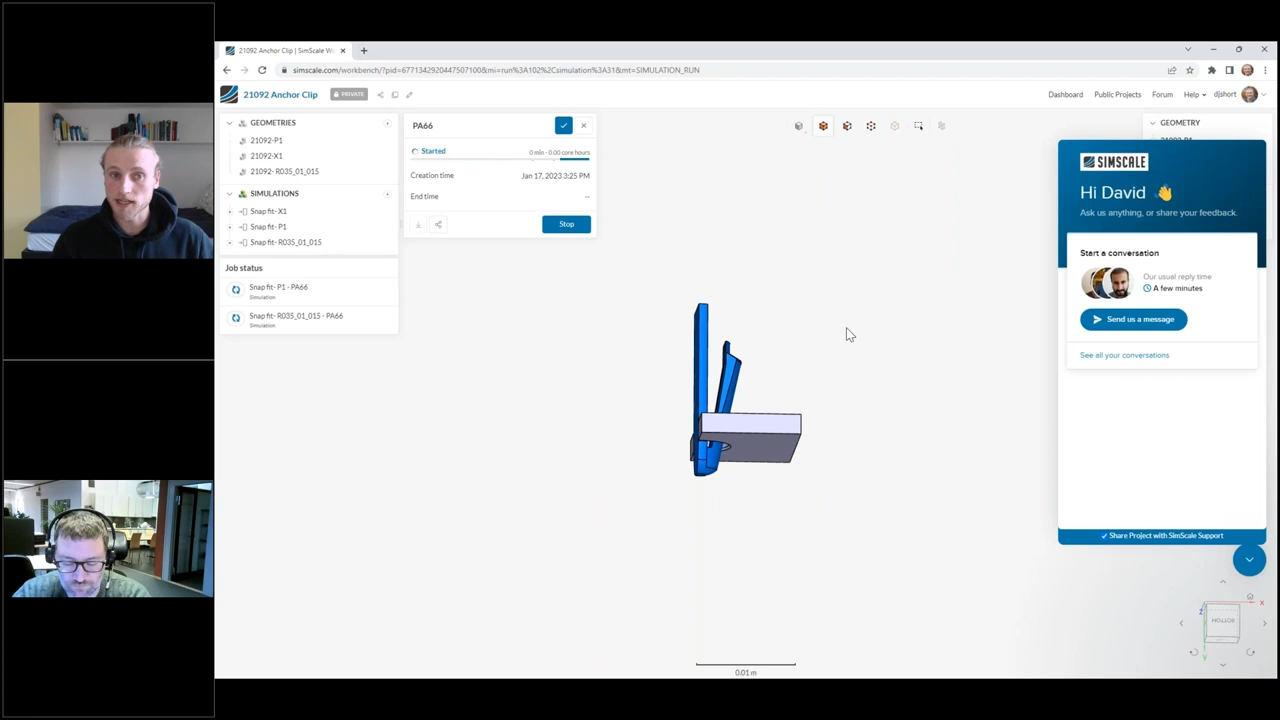 21092 Anchor Clip | SimScale Wo
simscale.com/workbench/?pid=6771342920447507100&mi=run%3A102%2Csimulation%3A31&mt=SIMULATION_RUN
21092 Anchor Clip
PRIVATE
Dashboard
Public Projects
Forum
Help
djshort
GEOMETRIES
21092-P1
21092-X1
21092- R035_01_015
SIMULATIONS
Snap fit- X1
Snap fit- P1
Snap fit- R035_01_015
Job status
Snap fit- P1 - PA66
Simulation
Snap fit- R035_01_015 - PA66
Simulation
PA66
Started
0 min - 0.00 core hours
Creation time
Jan 17, 2023 3:25 PM
End time
--
Stop
GEOMETRY
SIMSCALE
Hi David 👋
Ask us anything, or share your feedback.
Start a conversation
Our usual reply time
A few minutes
Send us a message
See all your conversations
Share Project with SimScale Support
0.01 m
BOTTOM
X
Z
Y